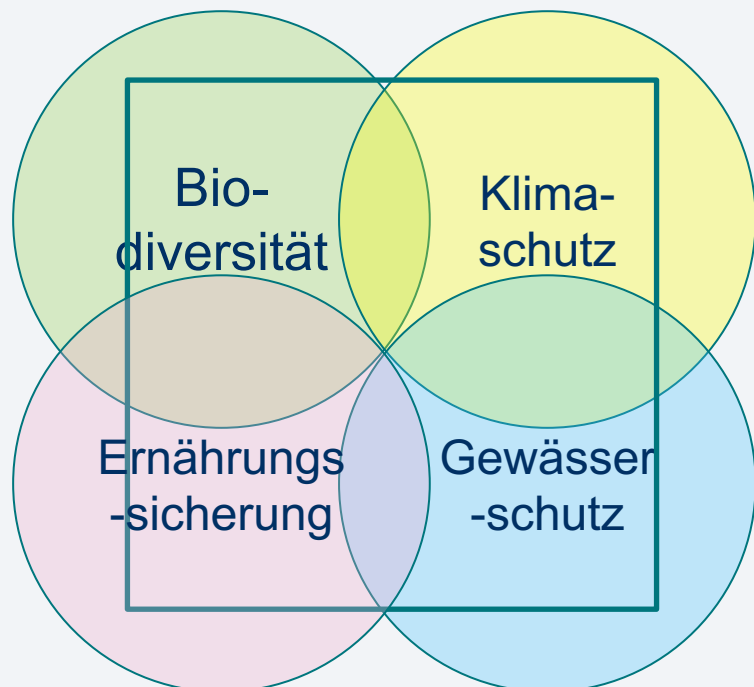 Bio-
diversität
Klima-
schutz
Ernährungs
-sicherung
Gewässer
-schutz